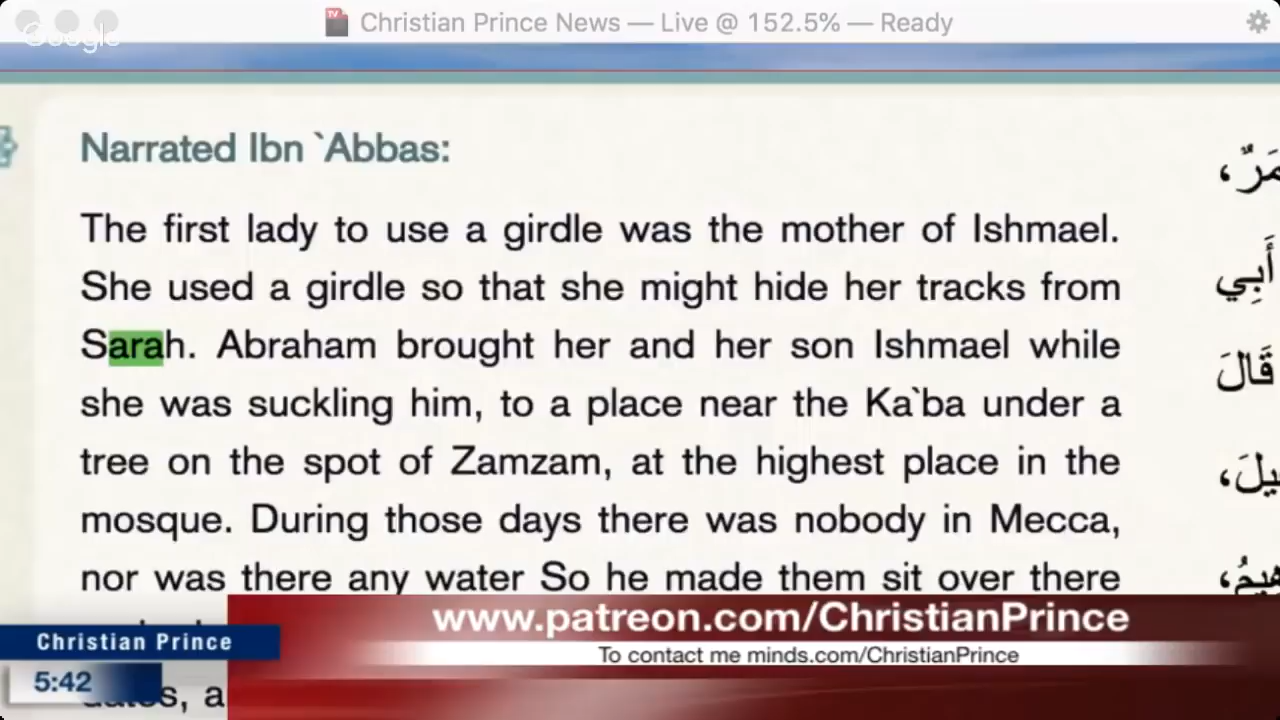 Christian Prince News — Live @ 152.5% — Ready
Google
Narrated Ibn `Abbas:
The first lady to use a girdle was the mother of Ishmael.
She used a girdle so that she might hide her tracks from
Sarah. Abraham brought her and her son Ishmael while
she was suckling him, to a place near the Ka`ba under a
tree on the spot of Zamzam, at the highest place in the
mosque. During those days there was nobody in Mecca,
nor was there any water So he made them sit over there
أَبِي
قَالَ
www.patreon.com/ChristianPrince
To contact me minds.com/ChristianPrince
Christian Prince
5:42